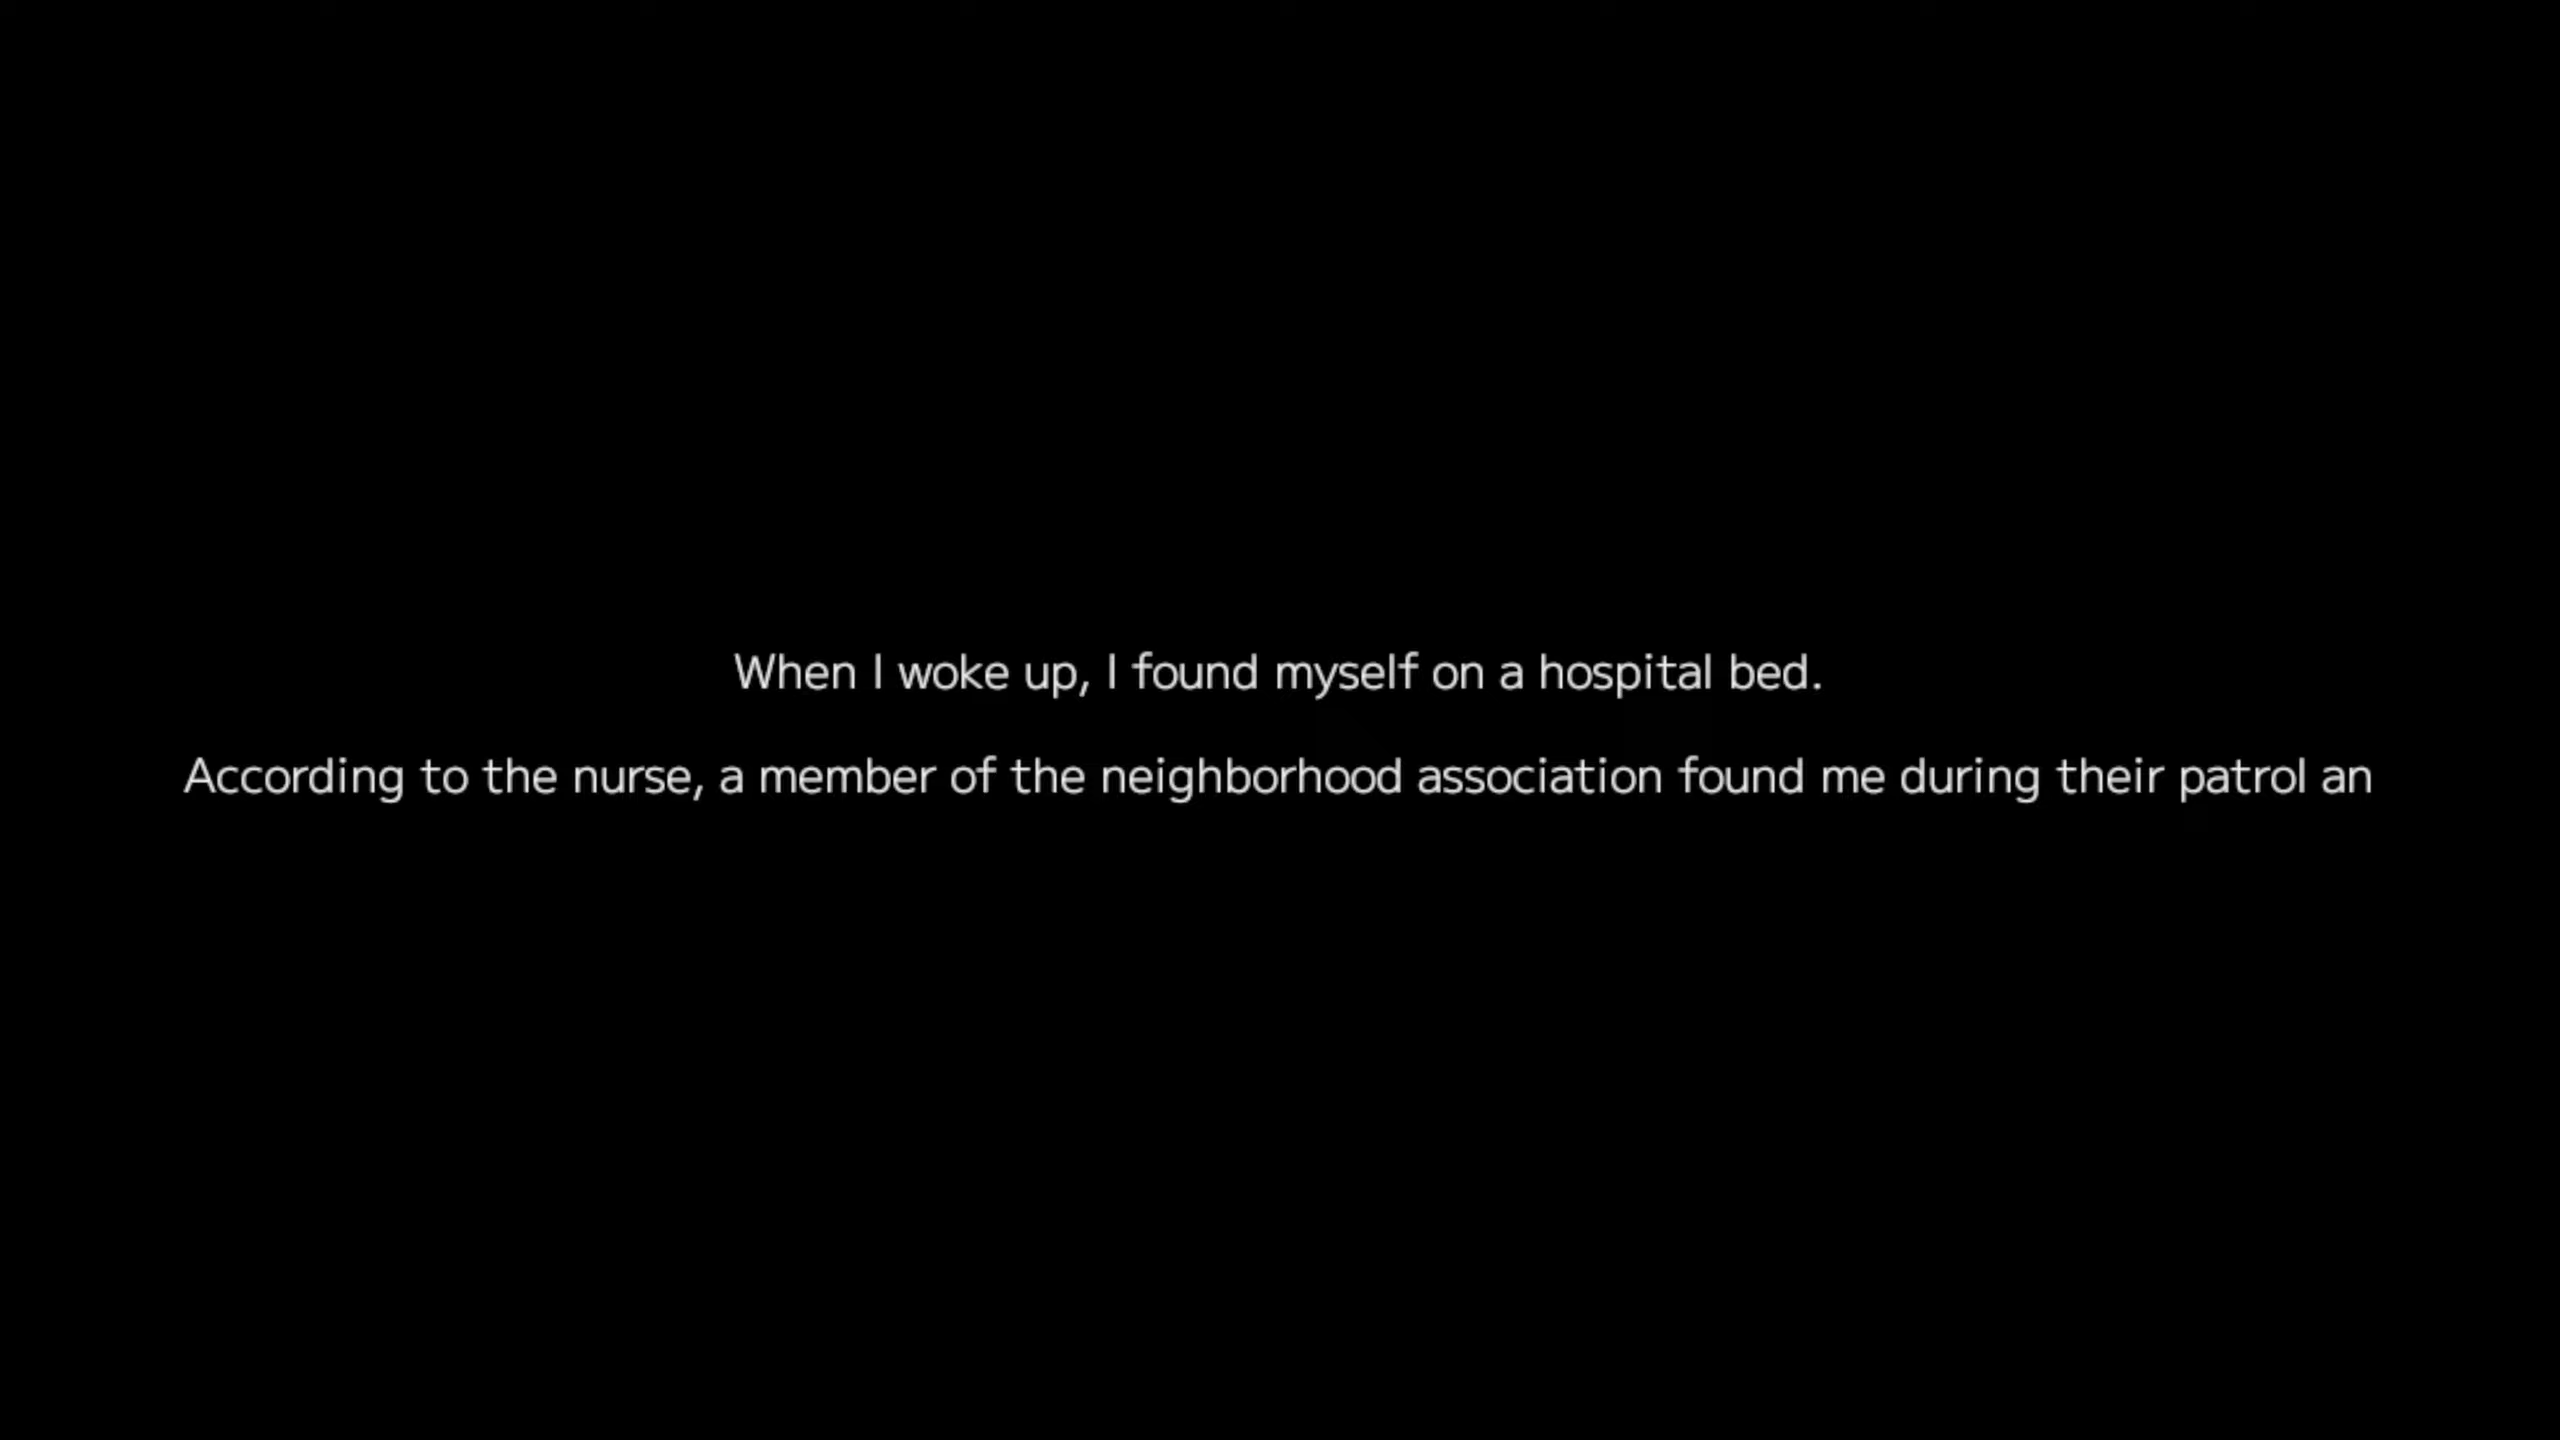 When I woke up, I found myself on a hospital bed.
According to the nurse, a member of the neighborhood association found me during their patrol an